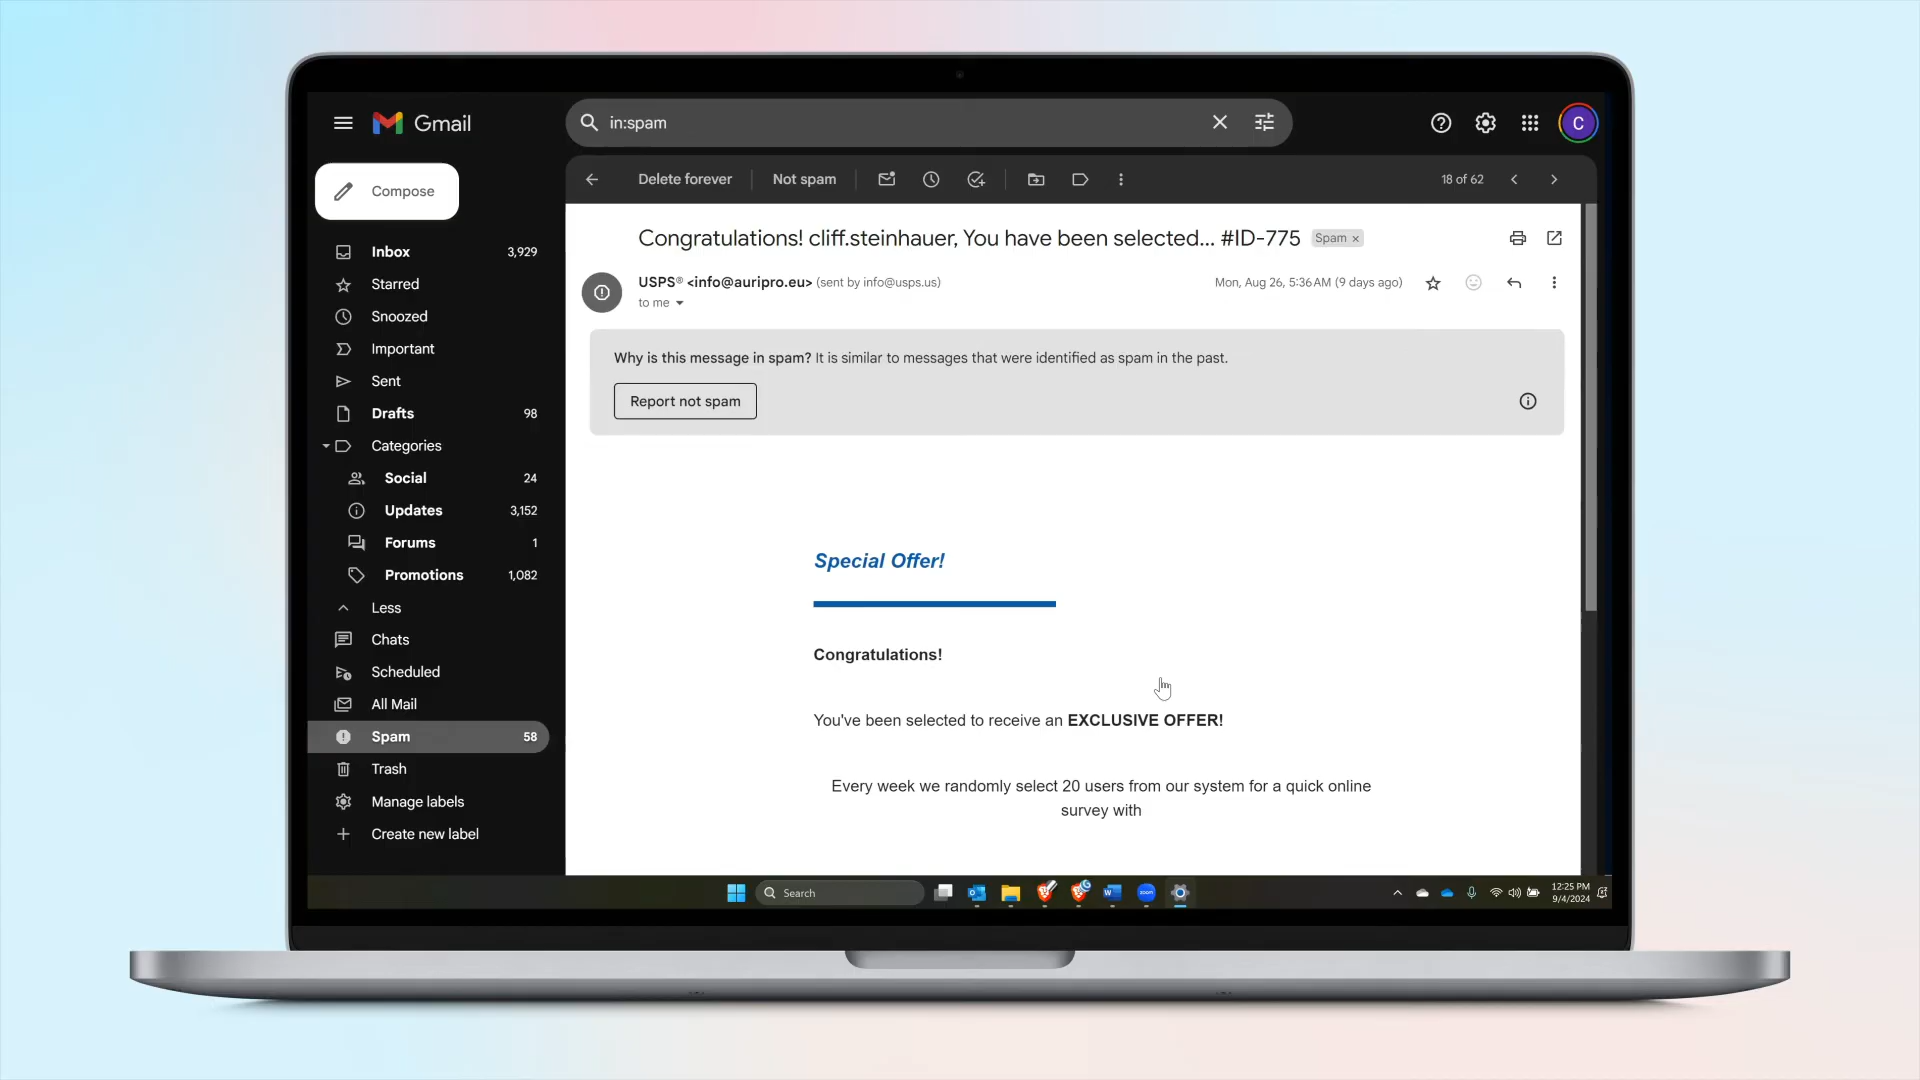 Gmail
in:spam
C
Compose
Delete forever
Not spam
18 of 62
Inbox 3,929
Starred
Snoozed
Important
Sent
Drafts 98
Categories
Social 24
Updates 3,152
Forums 1
Promotions 1,082
Less
Chats
Scheduled
All Mail
Spam 58
Trash
Manage labels
Create new label
Congratulations! cliff.steinhauer, You have been selected... #ID-775 Spam x
USPS® <info@auripro.eu> (sent by info@usps.us)
Mon, Aug 26, 5:36 AM (9 days ago)
to me
Why is this message in spam? It is similar to messages that were identified as spam in the past.
Report not spam
Special Offer!
Congratulations!
You've been selected to receive an EXCLUSIVE OFFER!
Every week we randomly select 20 users from our system for a quick online
survey with
Search
zoom
12:25 PM
9/4/2024